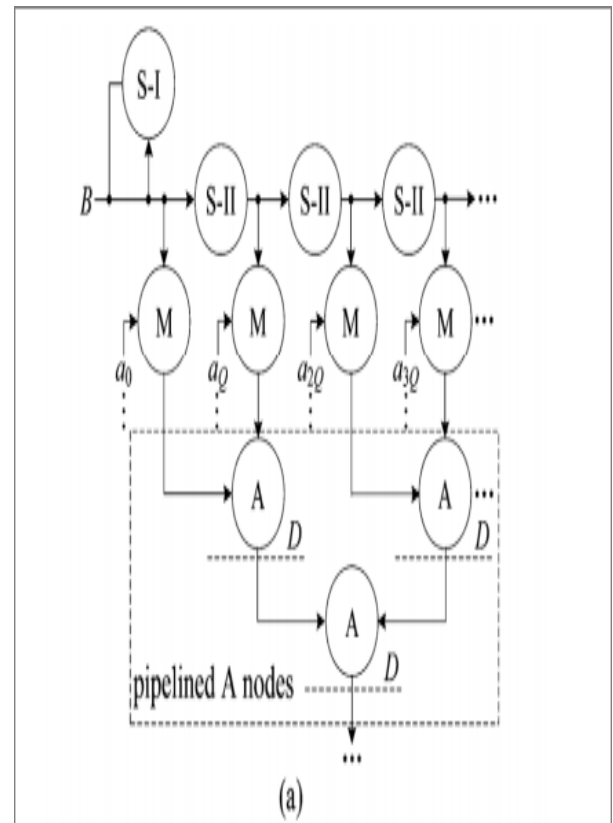 S-I
B S-II S-II S-II ...
M M M M ...
a0 aQ a2Q a3Q
A A ...
D D
A
pipelined A nodes D
...
(a)